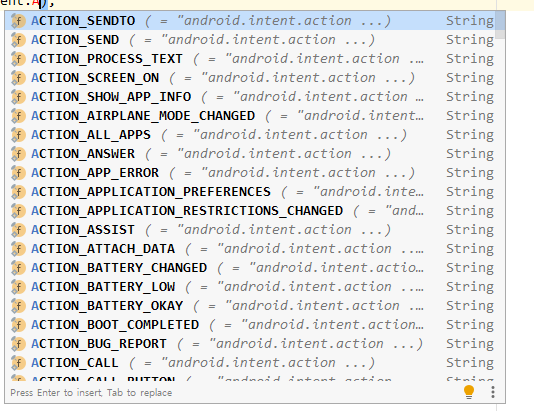 ent.A),
ACTION_SENDTO ( = "android.intent.action ...) String
ACTION_SEND ( = "android.intent.action ...) String
ACTION_PROCESS_TEXT ( = "android.intent.action ... String
ACTION_SCREEN_ON ( = "android.intent.action ...) String
ACTION_SHOW_APP_INFO ( = "android.intent.action … String
ACTION_AIRPLANE_MODE_CHANGED ( = "android.intent… String
ACTION_ALL_APPS ( = "android.intent.action ...) String
ACTION_ANSWER ( = "android.intent.action ...) String
ACTION_APP_ERROR ( = "android.intent.action ...) String
ACTION_APPLICATION_PREFERENCES ( = "android.inte… String
ACTION_APPLICATION_RESTRICTIONS_CHANGED ( = "and… String
ACTION_ASSIST ( = "android.intent.action ...) String
ACTION_ATTACH_DATA ( = "android.intent.action ..… String
ACTION_BATTERY_CHANGED ( = "android.intent.actio… String
ACTION_BATTERY_LOW ( = "android.intent.action ..… String
ACTION_BATTERY_OKAY ( = "android.intent.action .… String
ACTION_BOOT_COMPLETED ( = "android.intent.action… String
ACTION_BUG_REPORT ( = "android.intent.action ...) String
ACTION_CALL ( = "android.intent.action ...) String
ACTION_CALL_BUTTON ( = "android.intent.action String
Press Enter to insert, Tab to replace